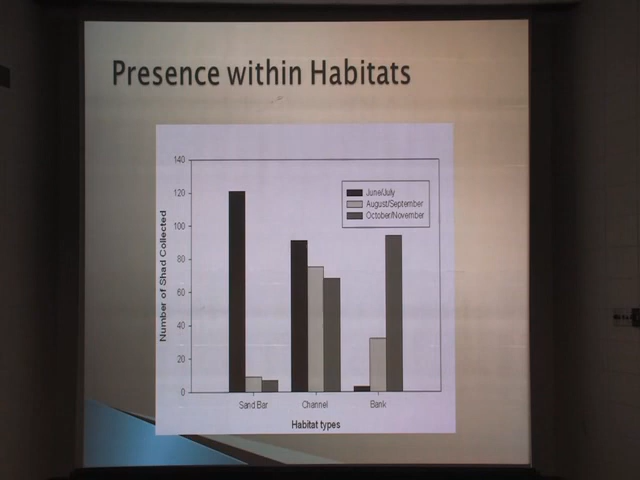 Presence within Habitats
140
120
100
80
60
40
20
0
Number of Shad Collected
June/July
August/September
October/November
Sand Bar
Channel
Bank
Habitat types